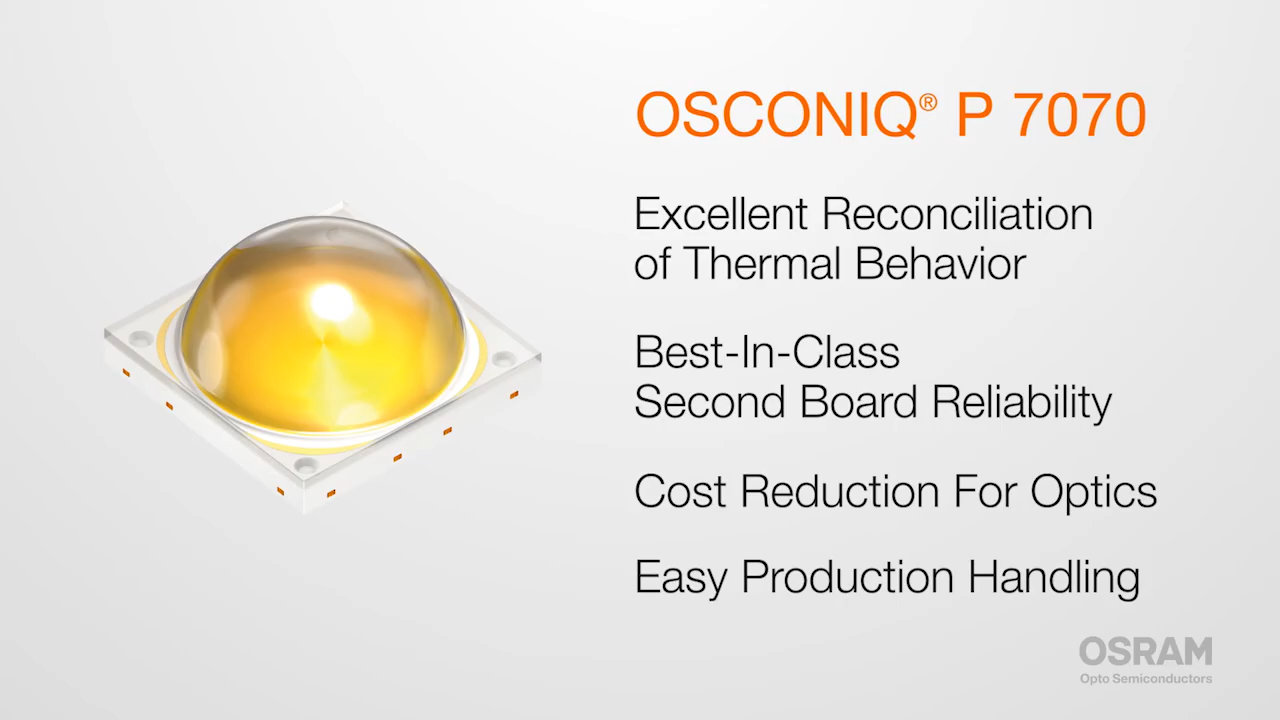 OSCONIQ® P 7070
Excellent Reconciliation
of Thermal Behavior
Best-In-Class
Second Board Reliability
Cost Reduction For Optics
Easy Production Handling
OSRAM
Opto Semiconductors